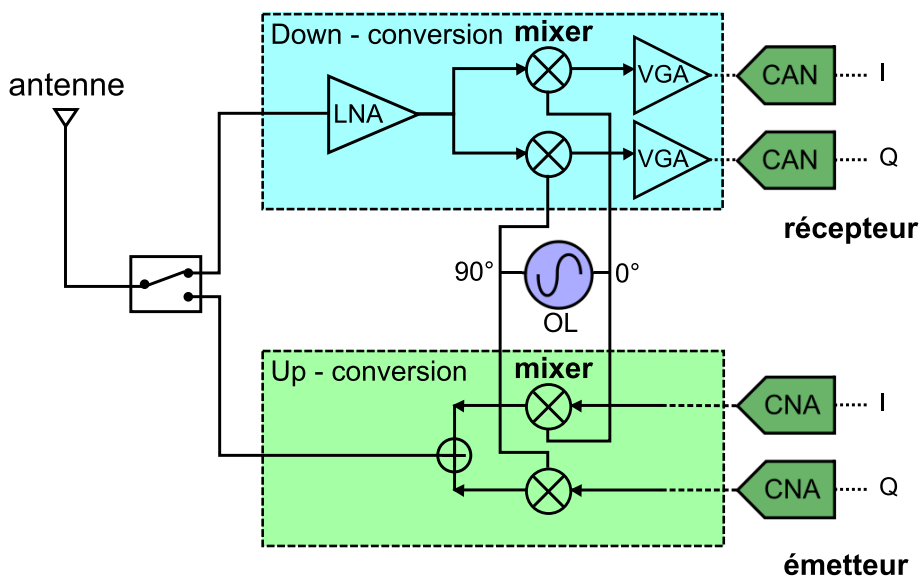 Down - conversion
mixer
antenne
LNA
VGA
CAN
I
VGA
CAN
Q
récepteur
90°
0°
OL
Up - conversion
mixer
CNA
I
CNA
Q
émetteur